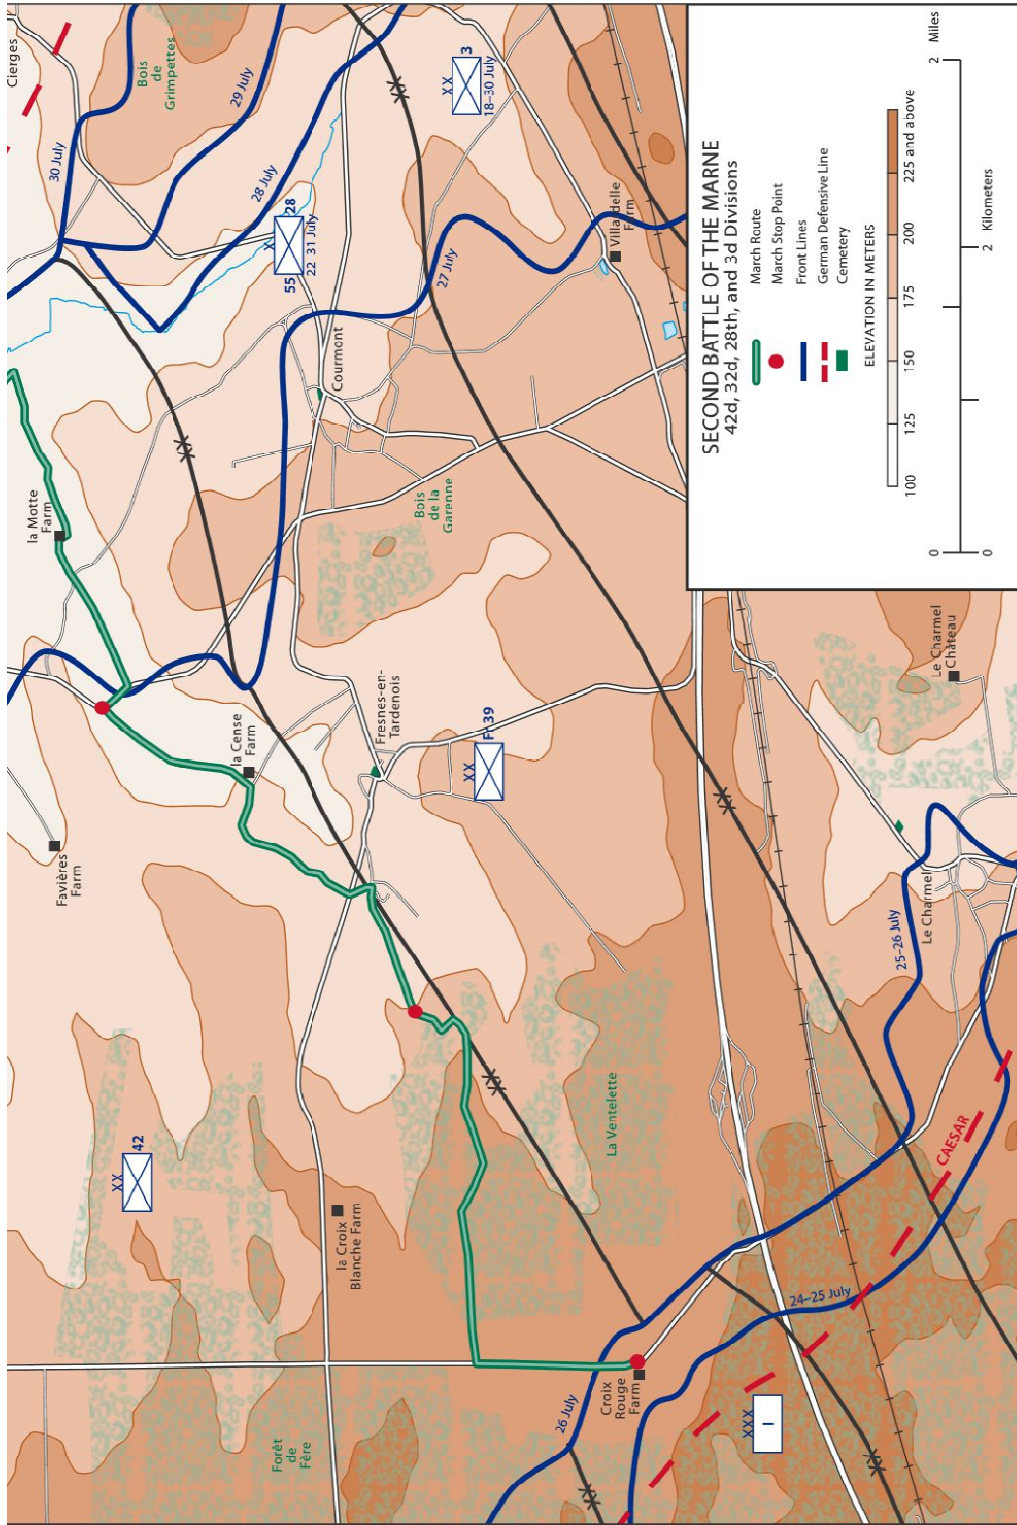 Cierges
Bois
de
Grimpettes
30 July
29 July
28 July
XX
3
18–30 July
X
55
28
22 31 July
27 July
Villardelle
Farm
Courmont
la Motte
Farm
Bois
de la
Garenne
la Cense
Farm
Fresnes-en-
Tardenois
XX
Fr 39
Favières
Farm
XX
42
la Croix
Blanche Farm
La Ventelette
Forêt
de
Fère
26 July
Croix
Rouge
Farm
XXX
I
24–25 July
CAESAR
25–26 July
Le Charmel
Le Charmel
Château
SECOND BATTLE OF THE MARNE
42d, 32d, 28th, and 3d Divisions
March Route
March Stop Point
Front Lines
German Defensive Line
Cemetery
ELEVATION IN METERS
100 125 150 175 200 225 and above
0 2 Miles
0 2 Kilometers